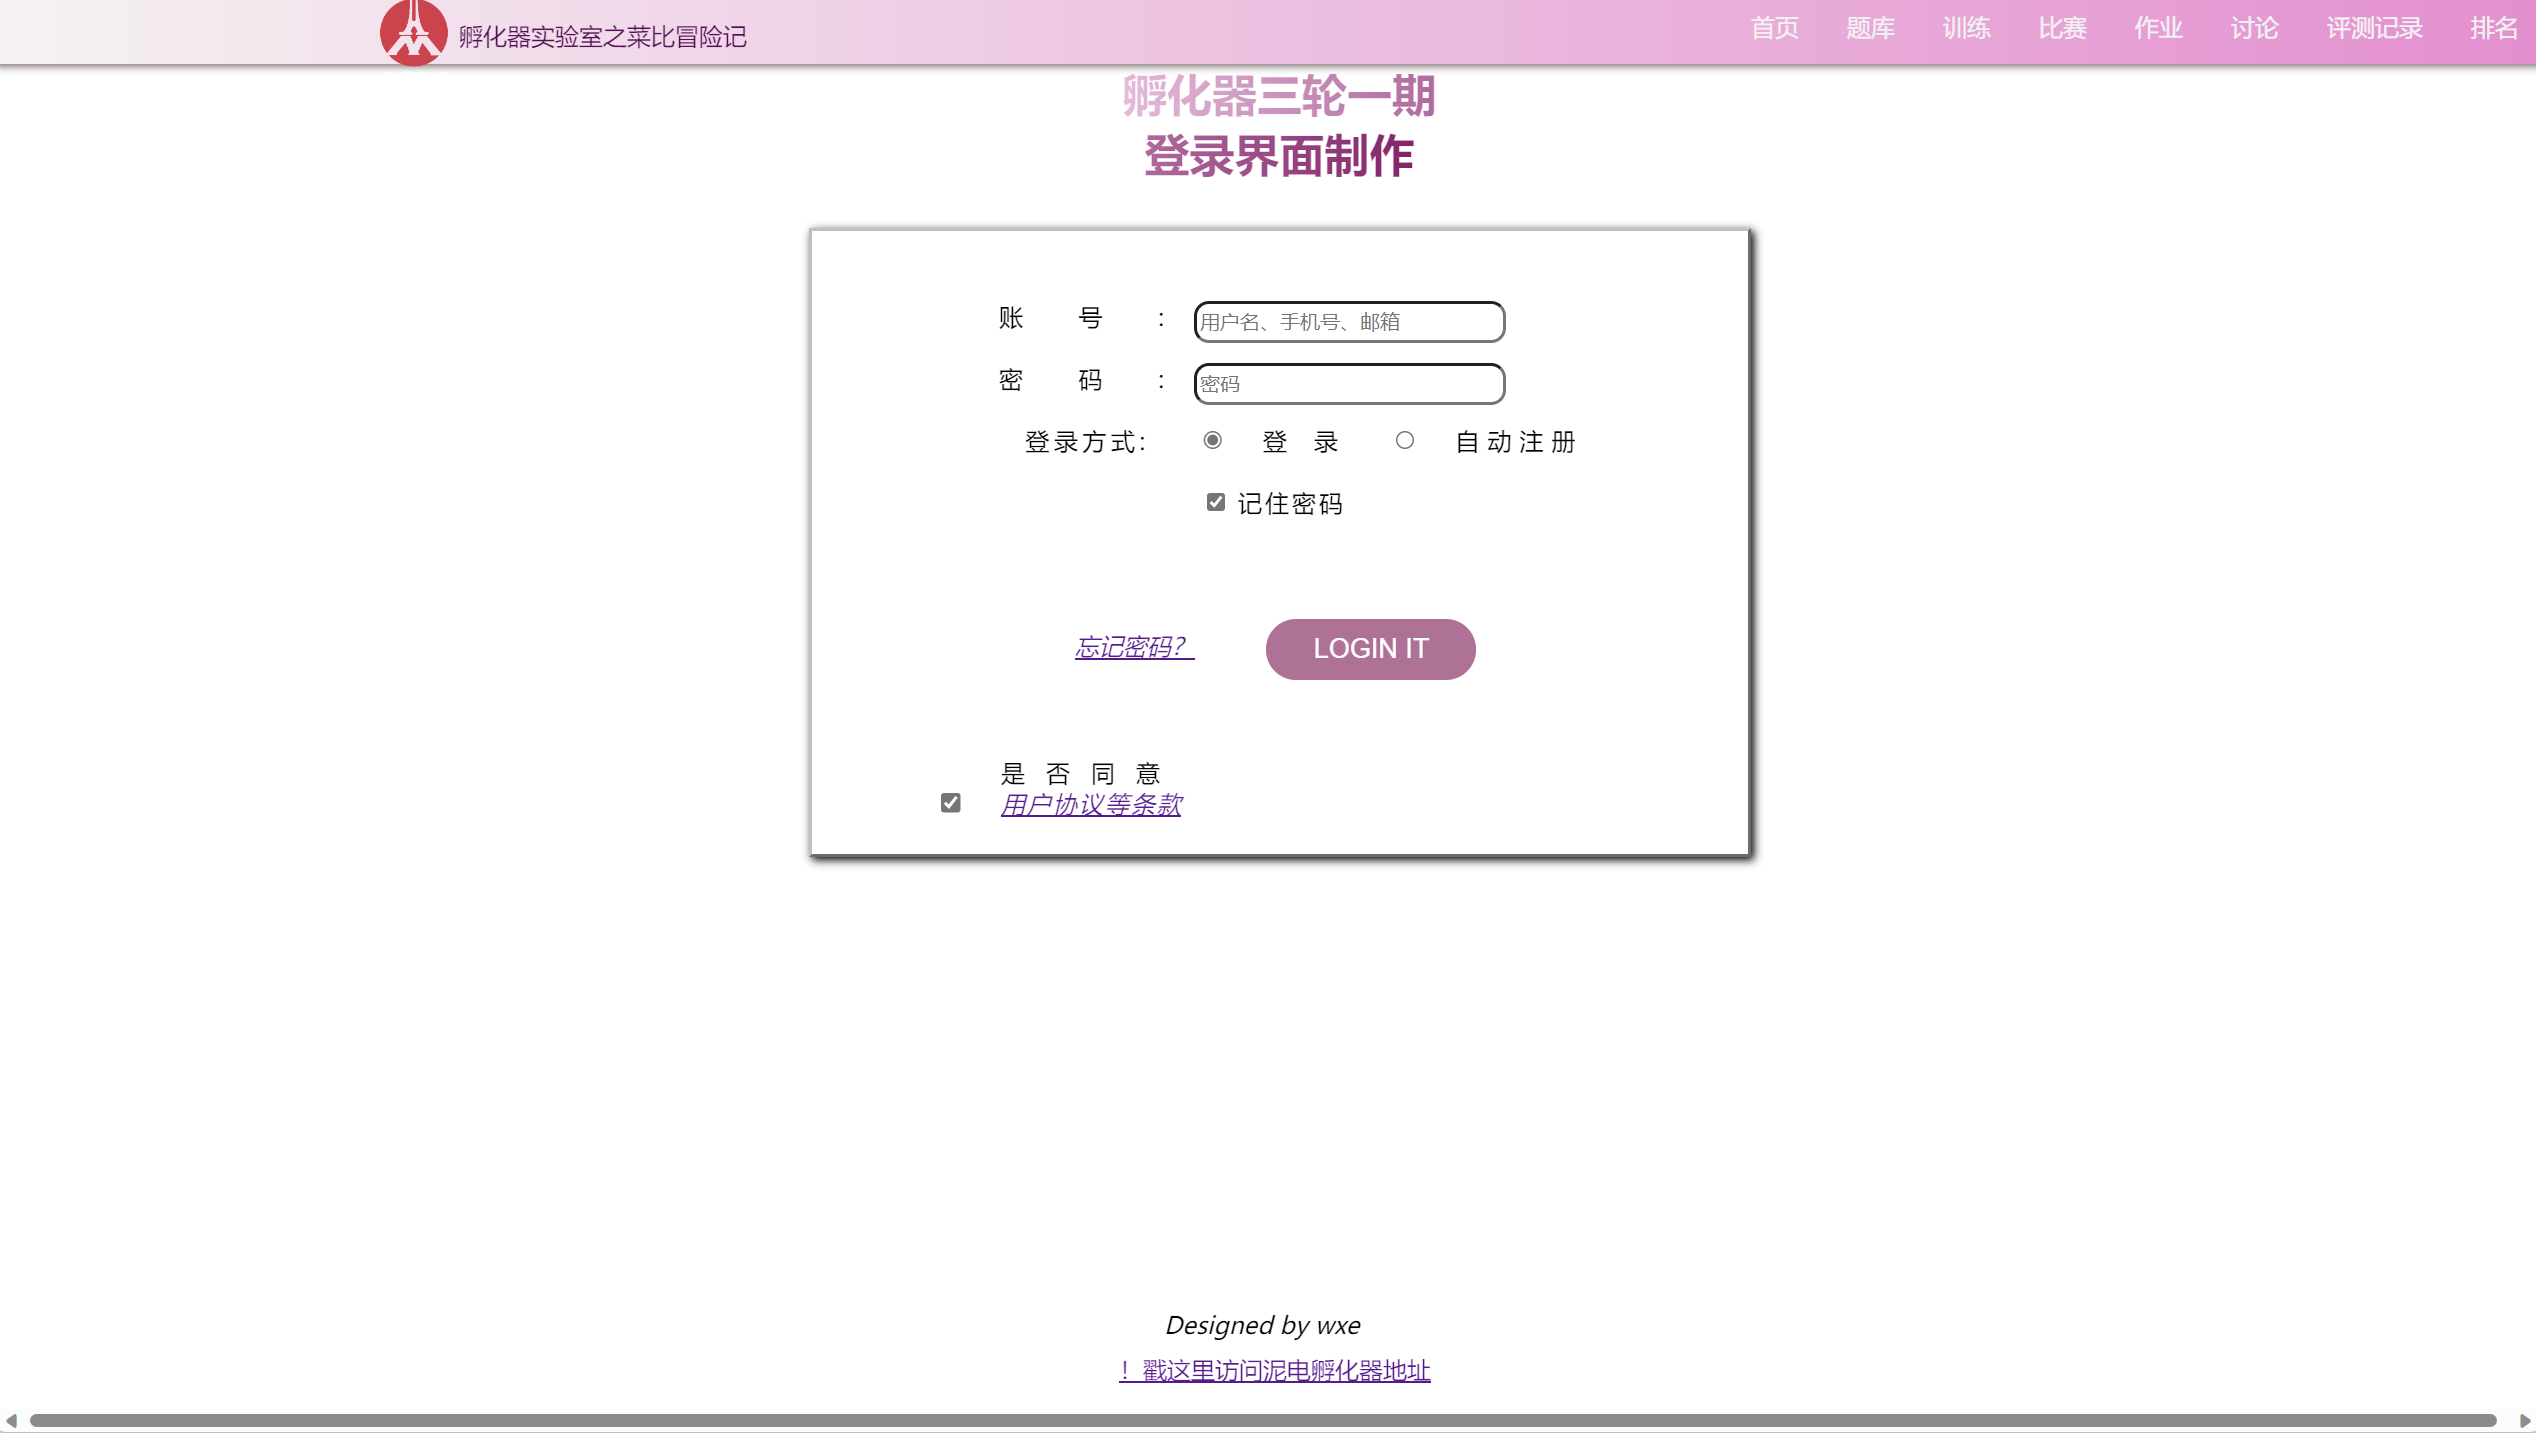 孵化器实验室之菜比冒险记 首页 题库 训练 比赛 作业 讨论 评测记录 排名
孵化器三轮一期
登录界面制作
账号: 用户名、手机号、邮箱
密码: 密码
登录方式: 登录 自动注册
记住密码
忘记密码？ LOGIN IT
是否同意
用户协议等条款
Designed by wxe
！戳这里访问泥电孵化器地址